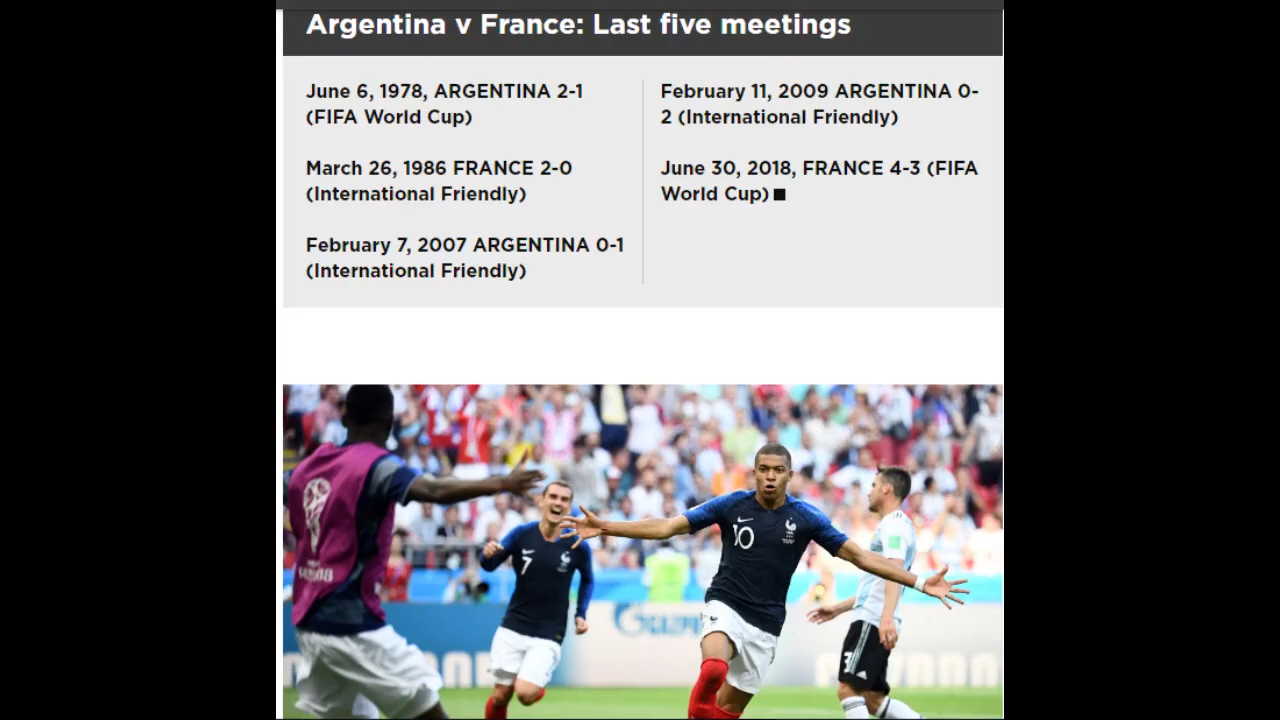 Argentina v France: Last five meetings
June 6, 1978, ARGENTINA 2-1
(FIFA World Cup)
March 26, 1986 FRANCE 2-0
(International Friendly)
February 7, 2007 ARGENTINA 0-1
(International Friendly)
February 11, 2009 ARGENTINA 0-
2 (International Friendly)
June 30, 2018, FRANCE 4-3 (FIFA
World Cup)
7
10
3